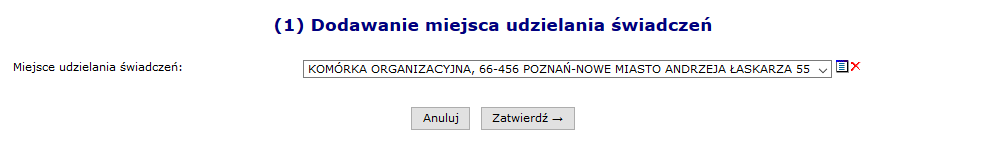 (1) Dodawanie miejsca udzielania świadczeń
Miejsce udzielania świadczeń: KOMÓRKA ORGANIZACYJNA, 66-456 POZNAŃ-NOWE MIASTO ANDRZEJA ŁASKARZA 55
Anuluj Zatwierdź →